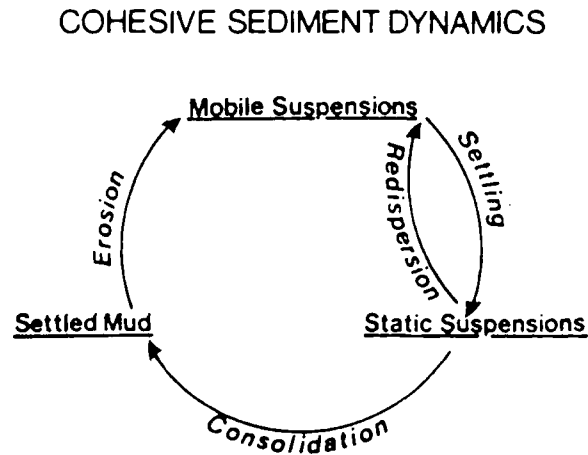 COHESIVE SEDIMENT DYNAMICS
Mobile Suspensions
Settling
Redispersion
Erosion
Settled Mud
Static Suspensions
Consolidation